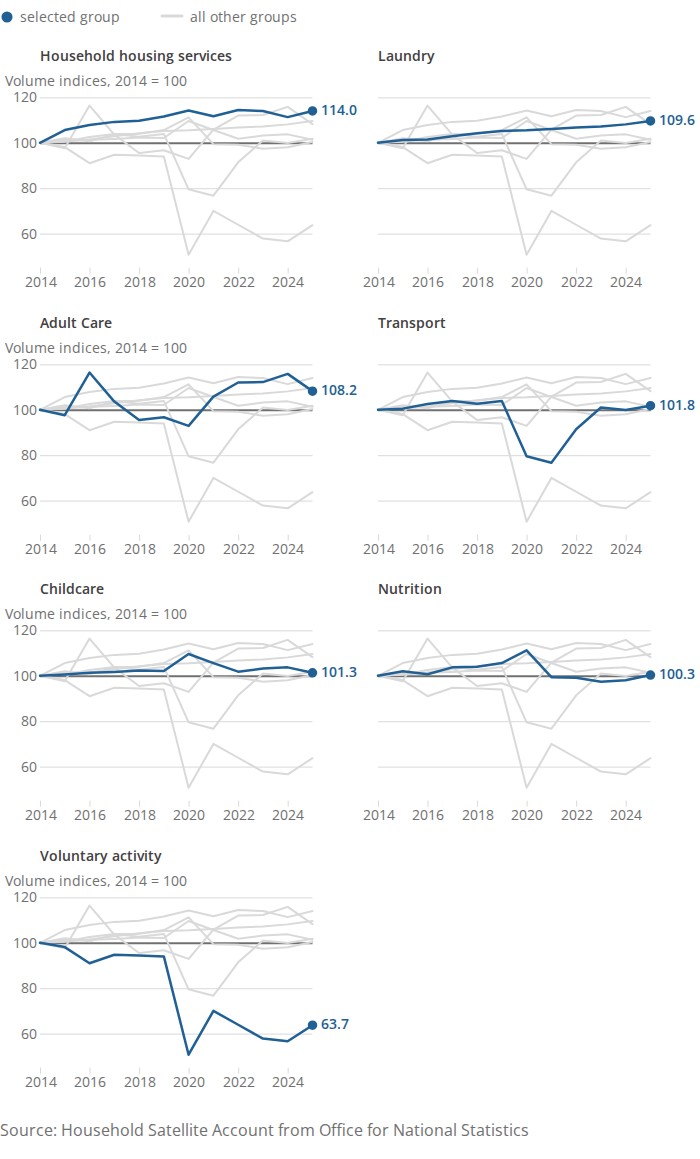 selected group all other groups
Household housing services Laundry
Volume indices, 2014 = 100
120
114.0
109.6
100
80
60
2014 2016 2018 2020 2022 2024 2014 2016 2018 2020 2022 2024
Adult Care Transport
Volume indices, 2014 = 100
120
108.2
101.8
100
80
60
2014 2016 2018 2020 2022 2024 2014 2016 2018 2020 2022 2024
Childcare Nutrition
Volume indices, 2014 = 100
120
100
101.3 100.3
80
60
2014 2016 2018 2020 2022 2024 2014 2016 2018 2020 2022 2024
Voluntary activity
Volume indices, 2014 = 100
120
100
80
60
63.7
2014 2016 2018 2020 2022 2024
Source: Household Satellite Account from Office for National Statistics